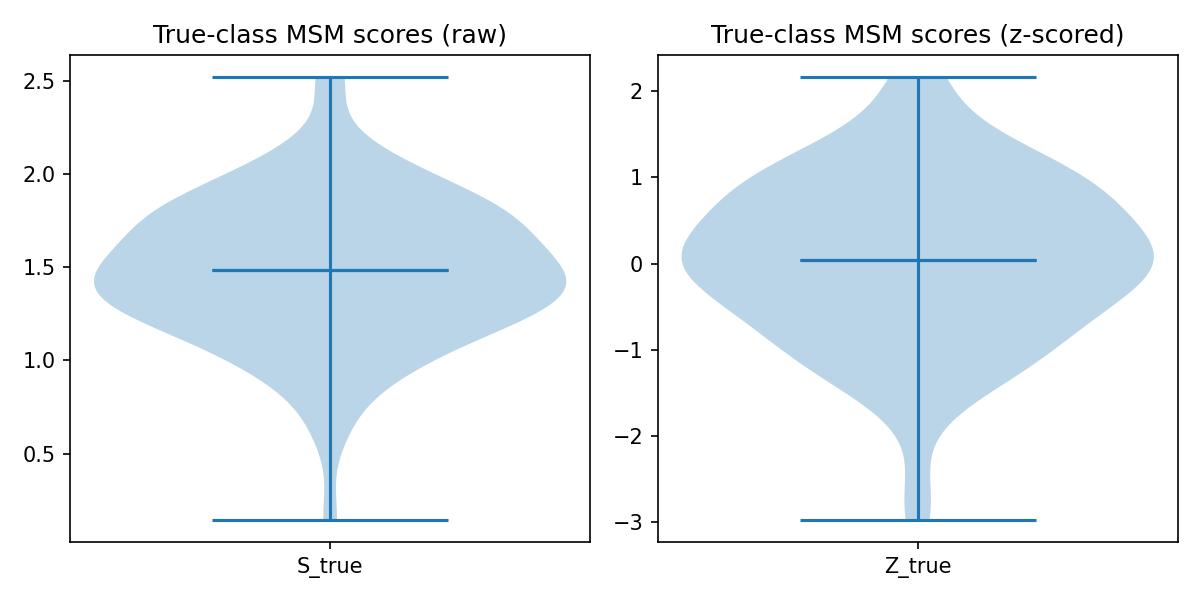 True-class MSM scores (raw)
2.5
2.0
1.5
1.0
0.5
S_true
True-class MSM scores (z-scored)
2
1
0
−1
−2
−3
Z_true